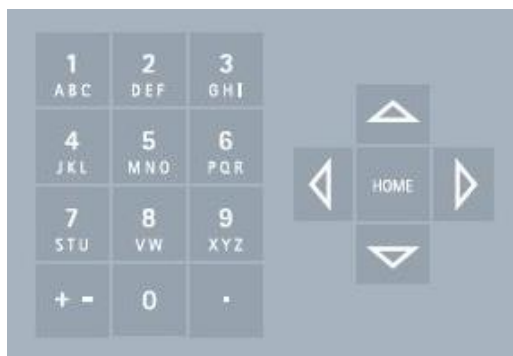 1 2 3
ABC DEF GHI
4 5 6
JKL MNO PQR
HOME
7 8 9
STU VW XYZ
+ - 0 .